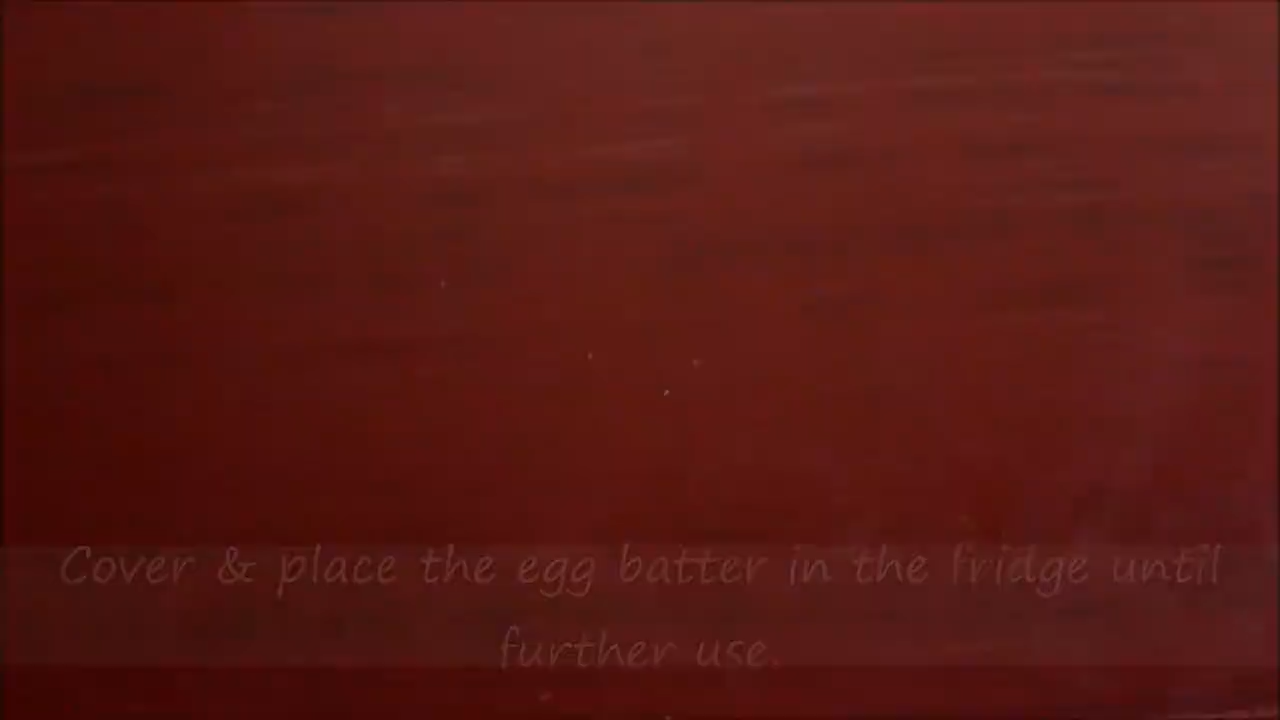 Cover & place the egg batter in the fridge until
further use.